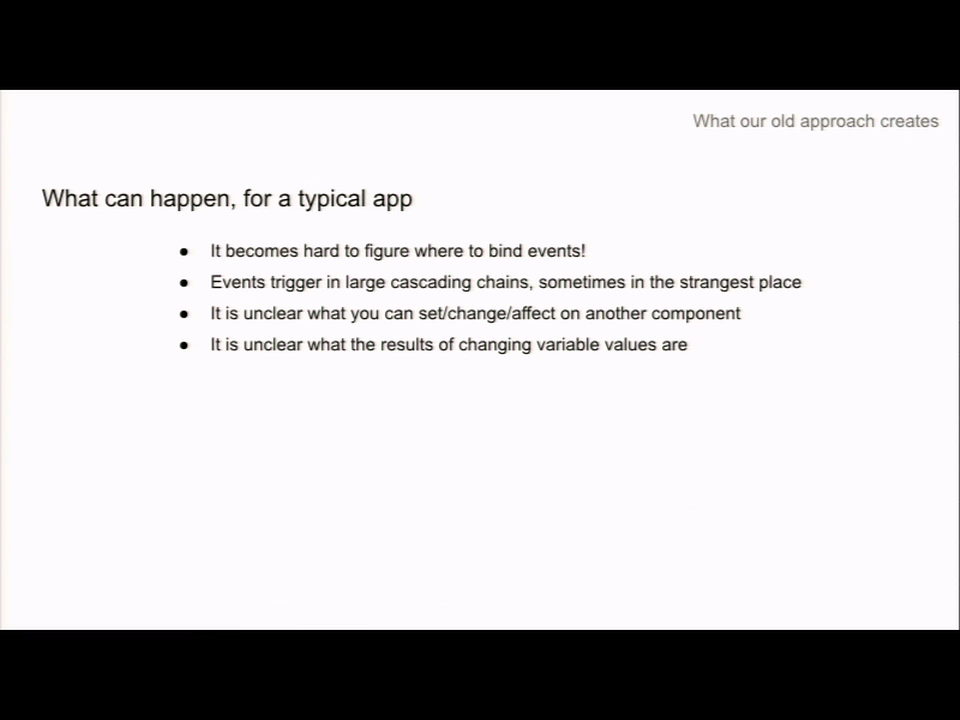 What our old approach creates
What can happen, for a typical app
● It becomes hard to figure where to bind events!
● Events trigger in large cascading chains, sometimes in the strangest place
● It is unclear what you can set/change/affect on another component
● It is unclear what the results of changing variable values are